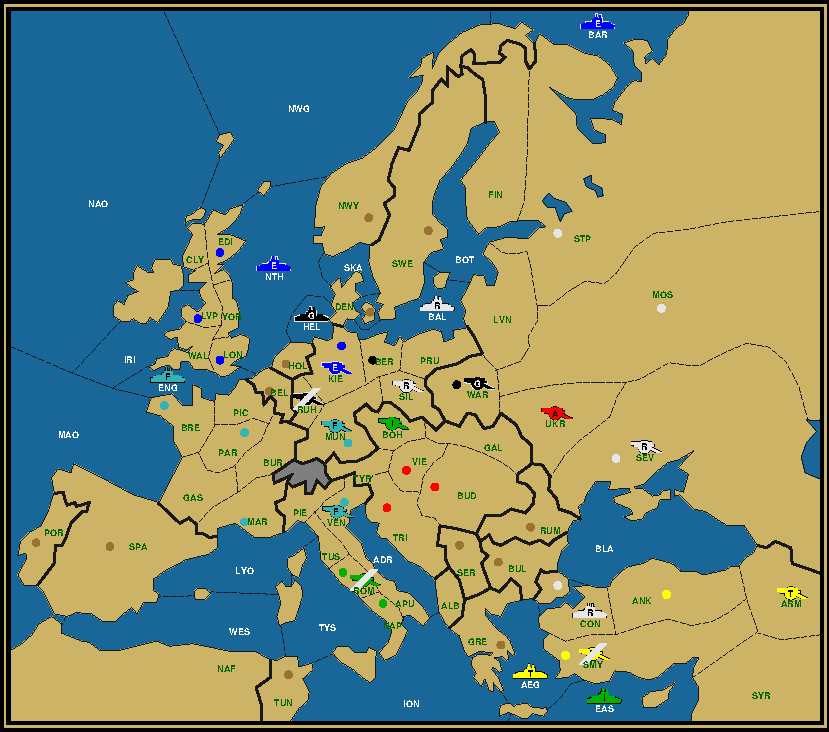 E
BAR
NWG
NAO
FIN
NWY
EDI
STP
CLY
SWE
BOT
SKA
E
NTH
MOS
DEN
R
BAL
LVP
YOR
G
HEL
LVN
IRI
WAL
LON
HOL
BER
PRU
F
ENG
E
KIE
R
SIL
G
WAR
BEL
RUH
PIC
A
UKR
BRE
F
MUN
I
BOH
MAO
PAR
GAL
R
SEV
BUR
VIE
TYR
BUD
GAS
PIE
F
VEN
MAR
RUM
POR
SPA
TRI
BLA
TUS
ADR
LYO
SER
BUL
ROM
ANK
T
ARM
ALB
APU
R
CON
WES
TYS
NAP
GRE
SMY
NAF
T
AEG
TUN
ION
I
EAS
SYR